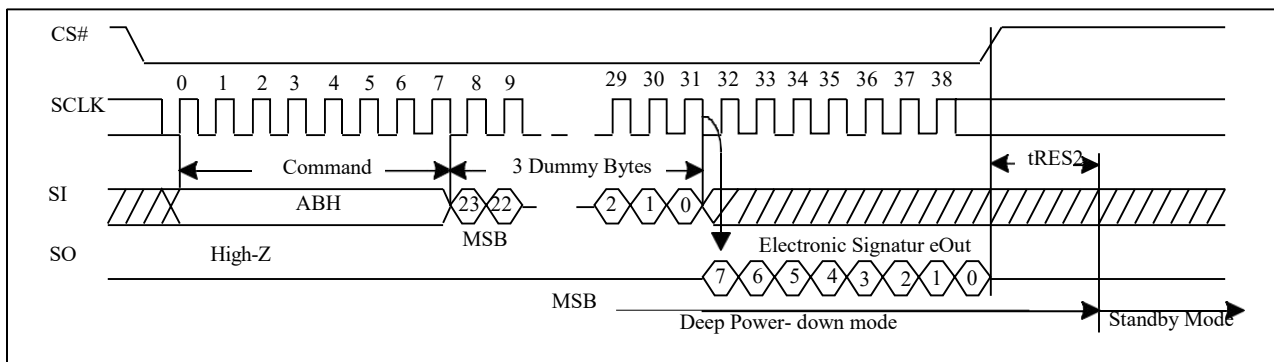 CS#
0 1 2 3 4 5 6 7 8 9 29 30 31 32 33 34 35 36 37 38
SCLK
Command 3 Dummy Bytes tRES2
SI
ABH 23 22 2 1 0
MSB
SO High-Z Electronic Signatur eOut
7 6 5 4 3 2 1 0
MSB
Deep Power- down mode Standby Mode